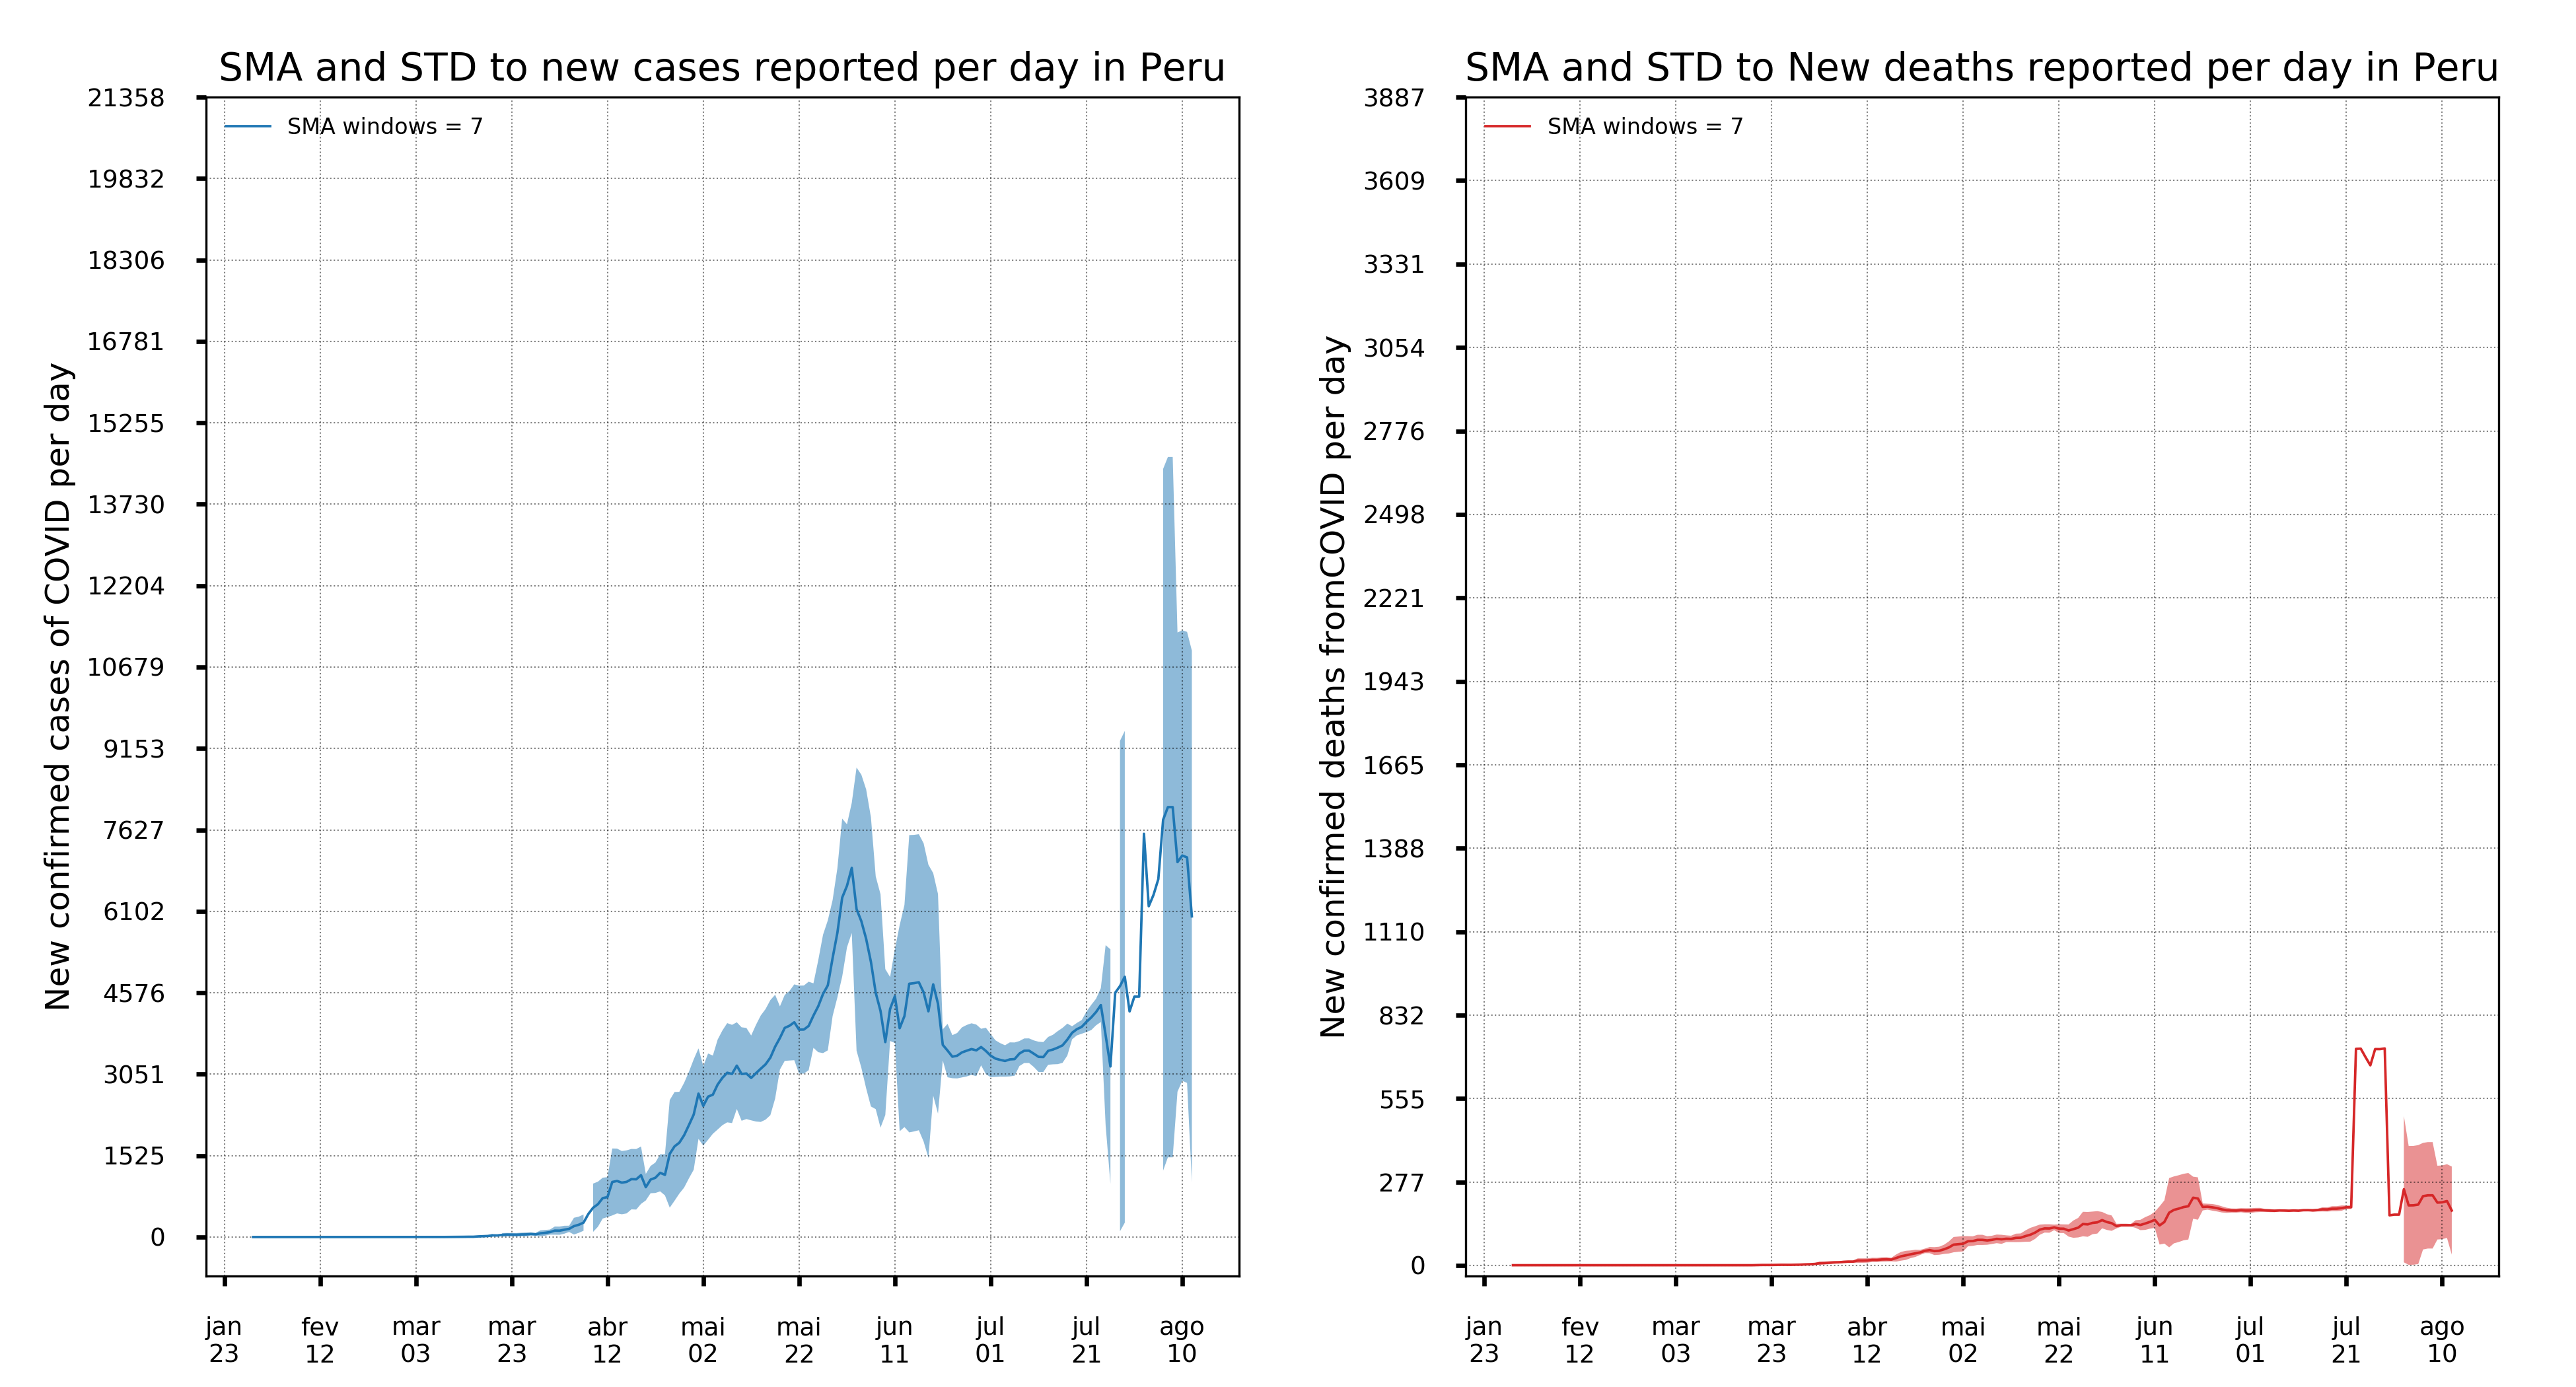 SMA and STD to new cases reported per day in Peru
21358
19832
18306
16781
15255
13730
12204
10679
9153
7627
6102
4576
3051
1525
0
New confirmed cases of COVID per day
SMA windows = 7
jan 23
fev 12
mar 03
mar 23
abr 12
mai 02
mai 22
jun 11
jul 01
jul 21
ago 10
SMA and STD to New deaths reported per day in Peru
3887
3609
3331
3054
2776
2498
2221
1943
1665
1388
1110
832
555
277
0
New confirmed deaths fromCOVID per day
SMA windows = 7
jan 23
fev 12
mar 03
mar 23
abr 12
mai 02
mai 22
jun 11
jul 01
jul 21
ago 10